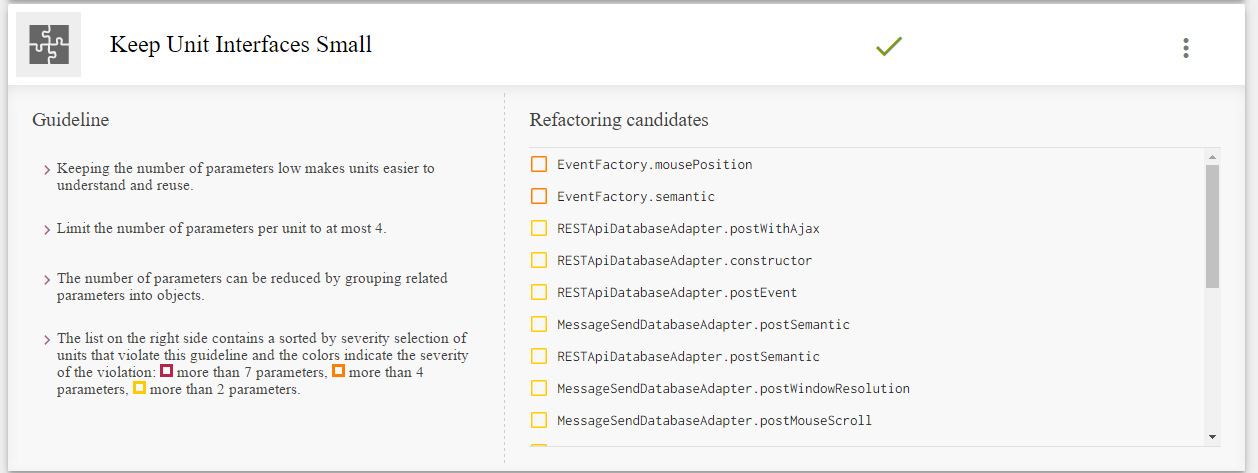 Keep Unit Interfaces Small
Guideline
Keeping the number of parameters low makes units easier to
understand and reuse.
Limit the number of parameters per unit to at most 4.
The number of parameters can be reduced by grouping related
parameters into objects.
The list on the right side contains a sorted by severity selection of
units that violate this guideline and the colors indicate the severity
of the violation: more than 7 parameters, more than 4
parameters, more than 2 parameters.
Refactoring candidates
EventFactory.mousePosition
EventFactory.semantic
RESTApiDatabaseAdapter.postWithAjax
RESTApiDatabaseAdapter.constructor
RESTApiDatabaseAdapter.postEvent
MessageSendDatabaseAdapter.postSemantic
RESTApiDatabaseAdapter.postSemantic
MessageSendDatabaseAdapter.postWindowResolution
MessageSendDatabaseAdapter.postMouseScroll